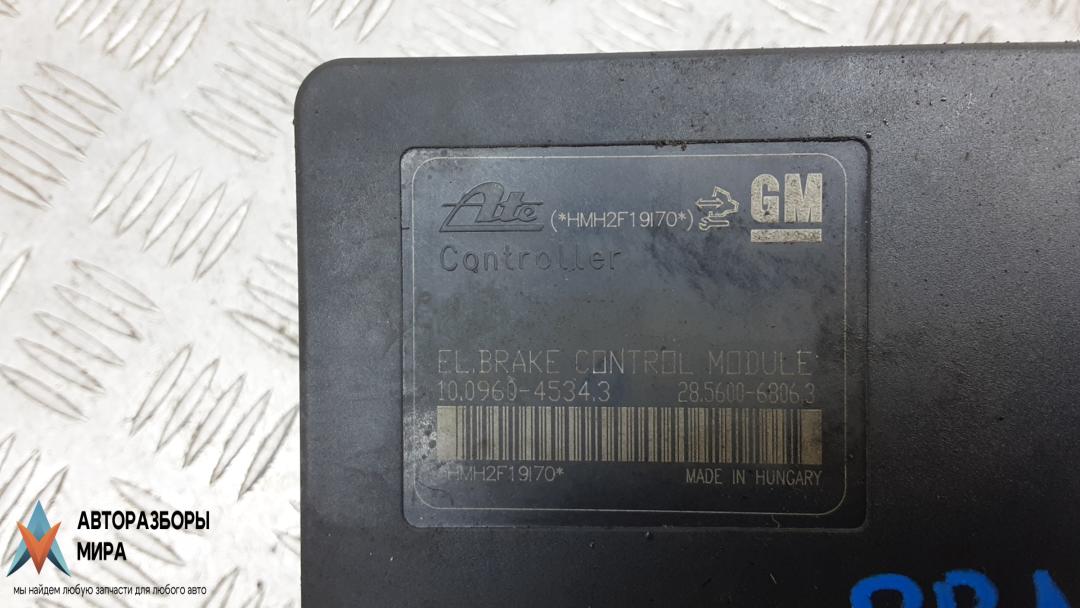 Ate (*HMH2F19I70*) GM
Controller
EL.BRAKE CONTROL MODULE
10.0960-4534.3 28.5600-6806.3
*HMH2F19I70* MADE IN HUNGARY
АВТОРАЗБОРЫ
МИРА
мы найдем любую запчасти для любого авто